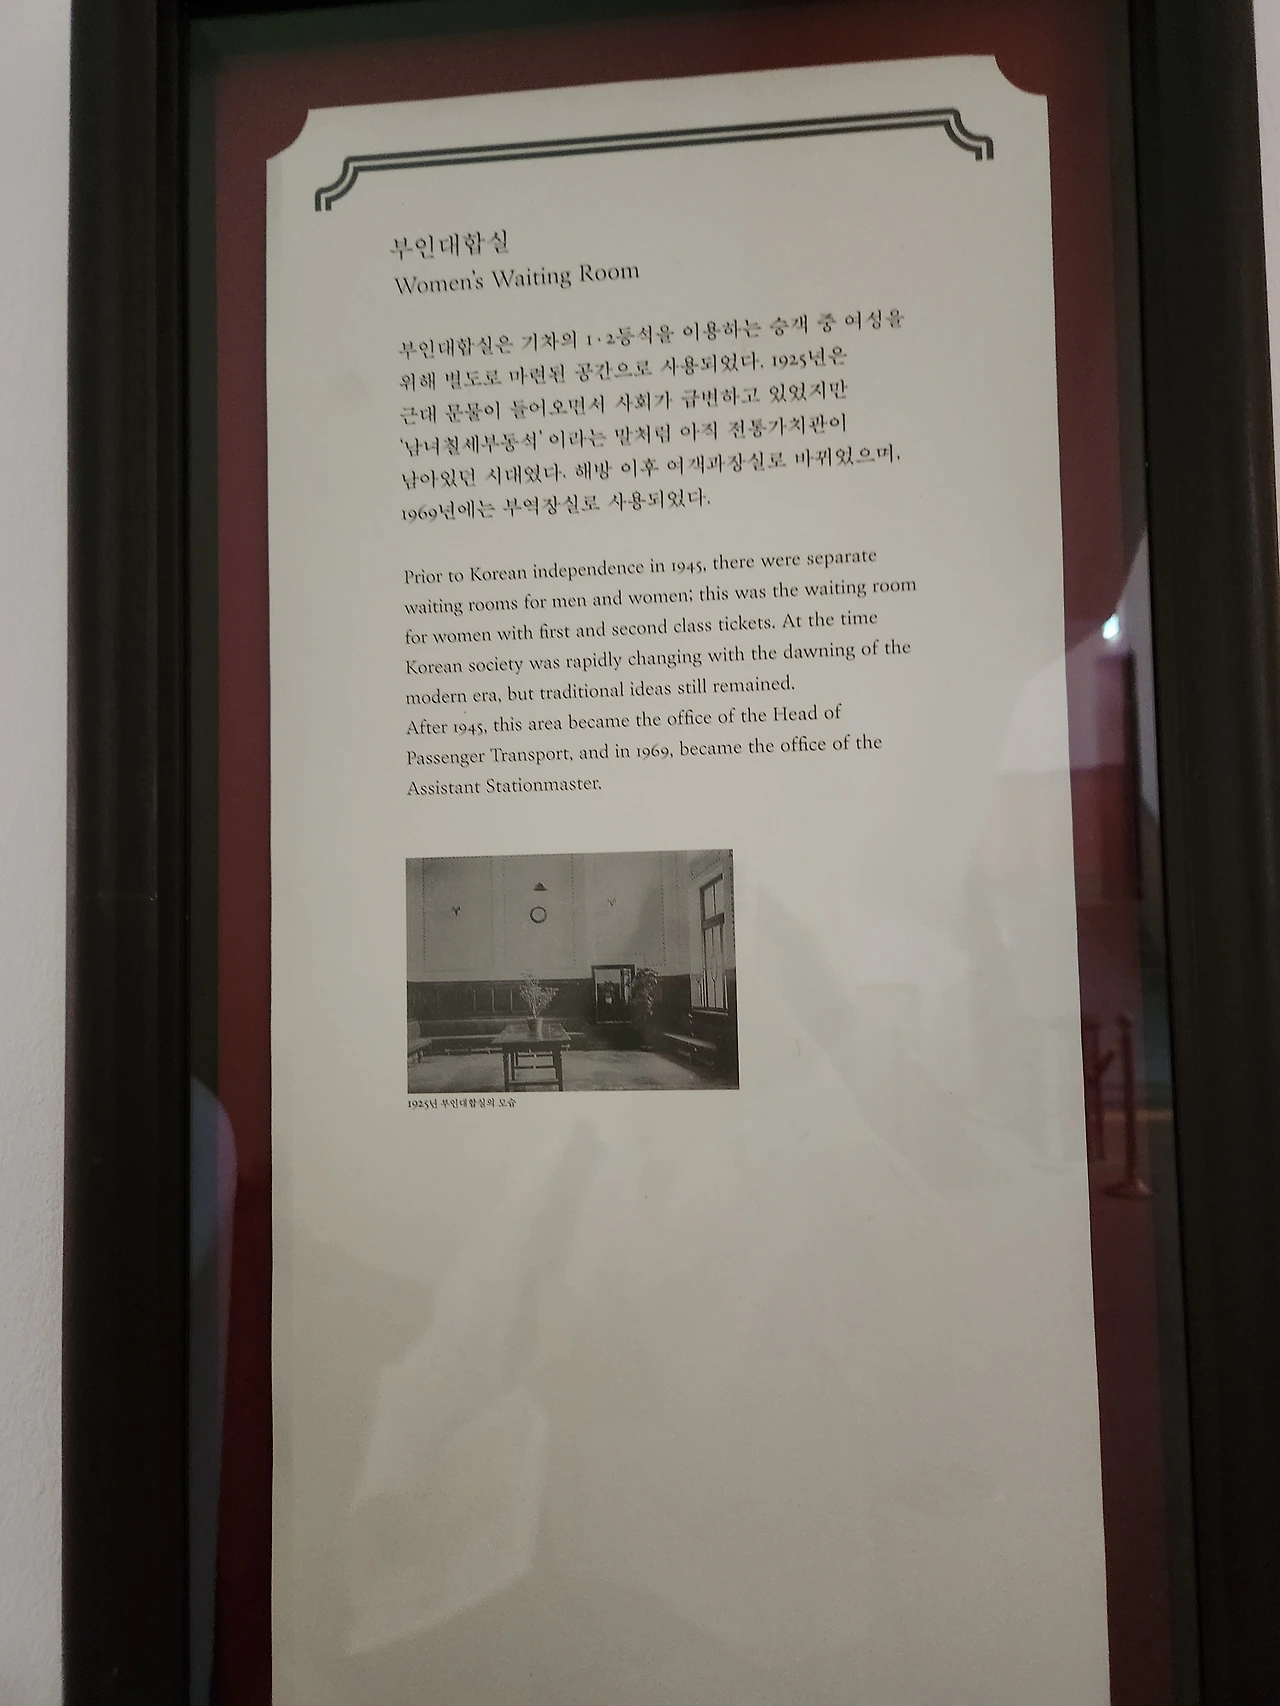 부인대합실
Women's Waiting Room
부인대합실은 기차의 1·2등석을 이용하는 승객 중 여성을
위해 별도로 마련된 공간으로 사용되었다. 1925년은
근대 문물이 들어오면서 사회가 급변하고 있었지만
'남녀칠세부동석' 이라는 말처럼 아직 전통가치관이
남아있던 시대였다. 해방 이후 여객과장실로 바뀌었으며,
1969년에는 부역장실로 사용되었다.
Prior to Korean independence in 1945, there were separate
waiting rooms for men and women; this was the waiting room
for women with first and second class tickets. At the time
Korean society was rapidly changing with the dawning of the
modern era, but traditional ideas still remained.
After 1945, this area became the office of the Head of
Passenger Transport, and in 1969, became the office of the
Assistant Stationmaster.
1925년 부인대합실의 모습